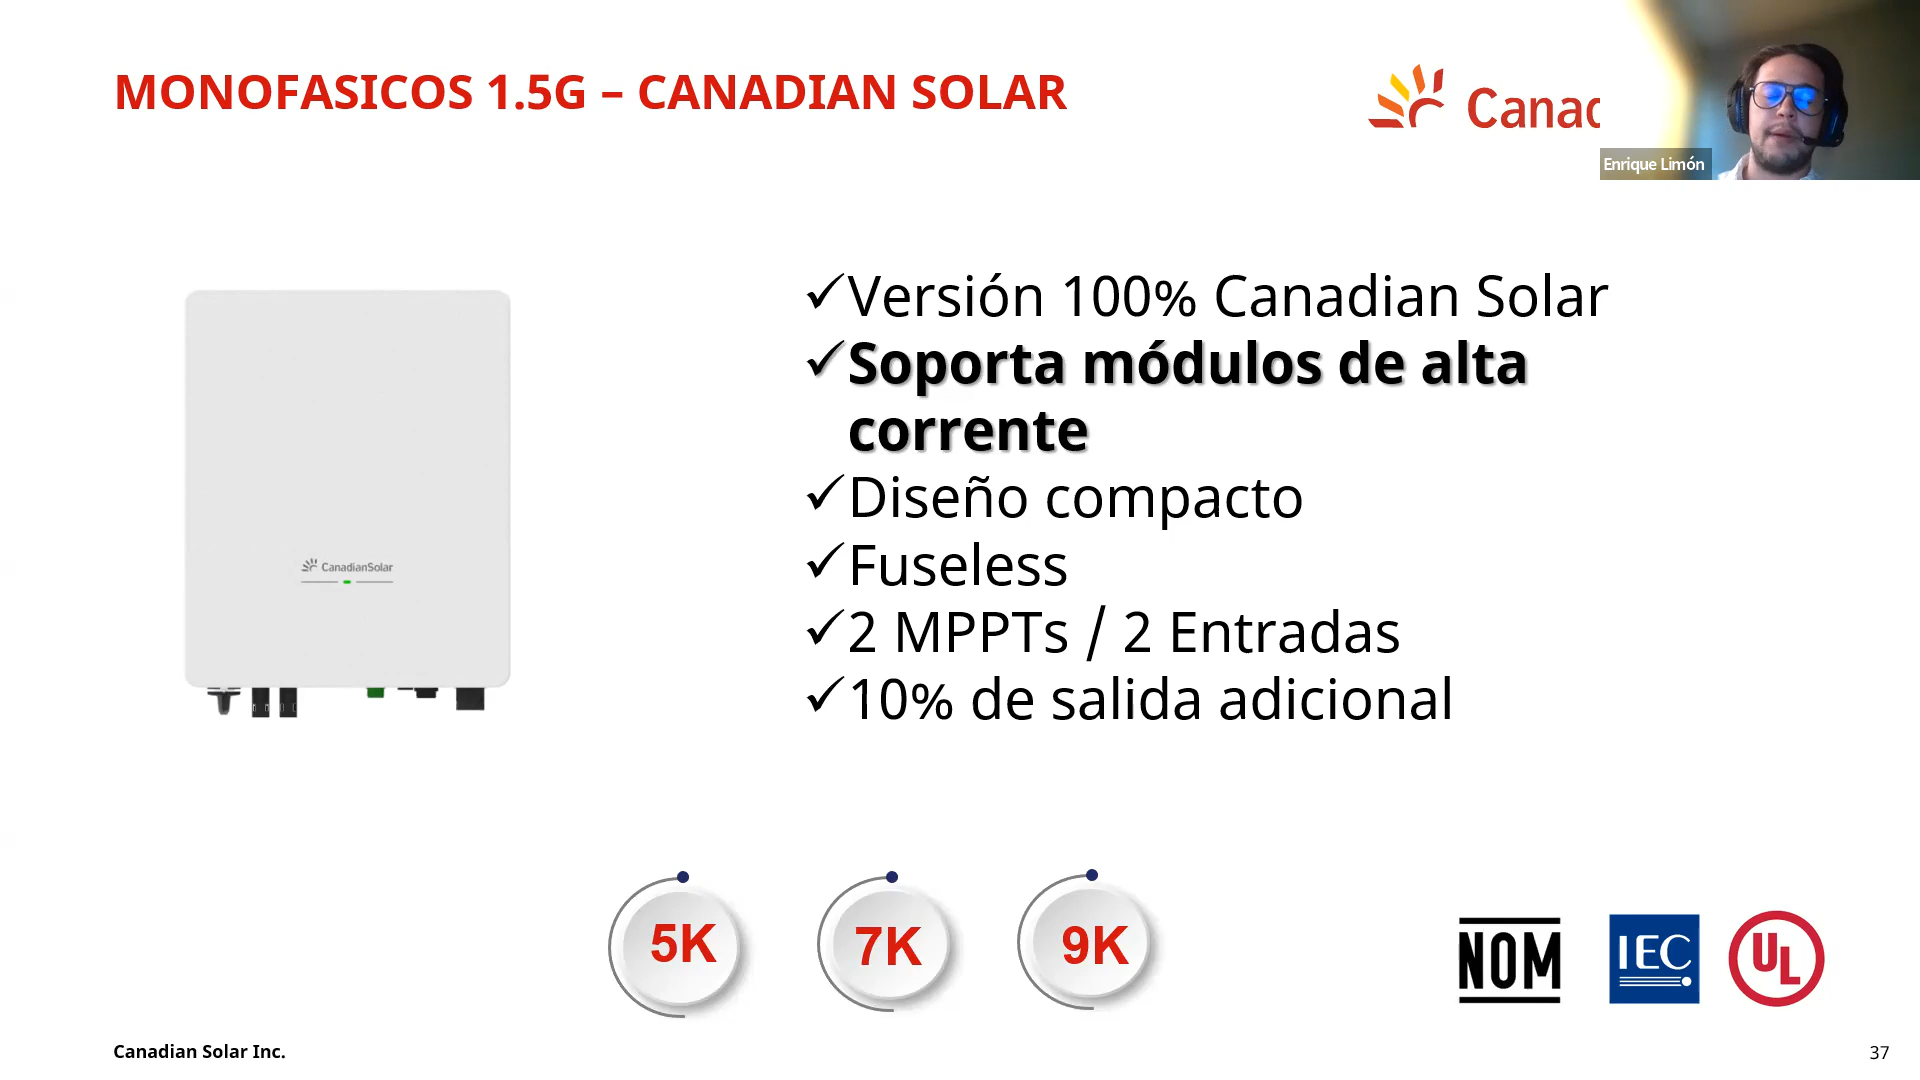 MONOFASICOS 1.5G – CANADIAN SOLAR
Canad
Enrique Limón
✓Versión 100% Canadian Solar
✓Soporta módulos de alta
corrente
✓Diseño compacto
✓Fuseless
✓2 MPPTs / 2 Entradas
✓10% de salida adicional
CanadianSolar
5K
7K
9K
NOM
IEC
UL
Canadian Solar Inc.
37